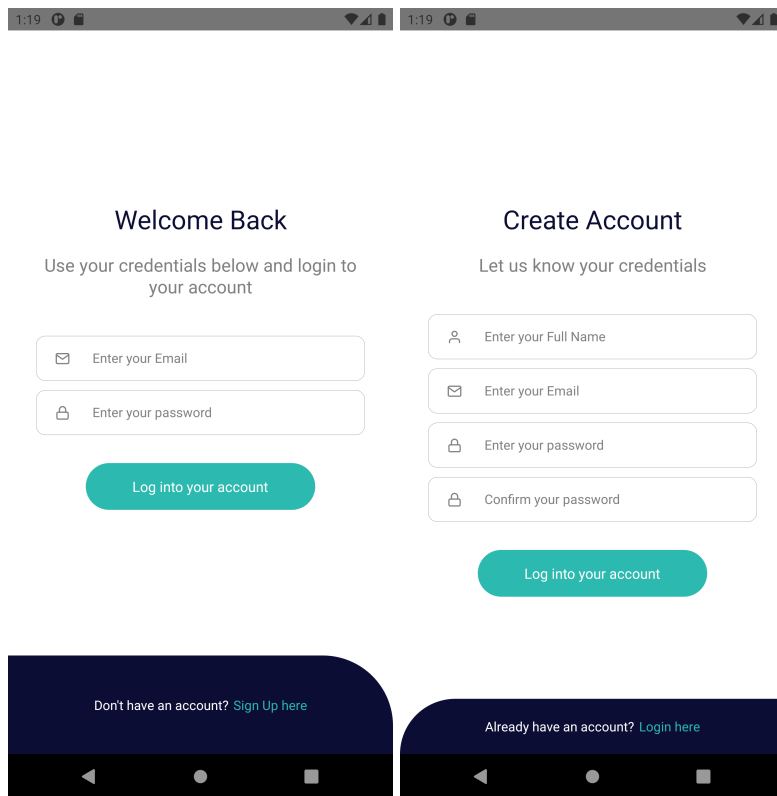 1:19
Welcome Back
Use your credentials below and login to
your account
Enter your Email
Enter your password
Log into your account
Don't have an account? Sign Up here
1:19
Create Account
Let us know your credentials
Enter your Full Name
Enter your Email
Enter your password
Confirm your password
Log into your account
Already have an account? Login here